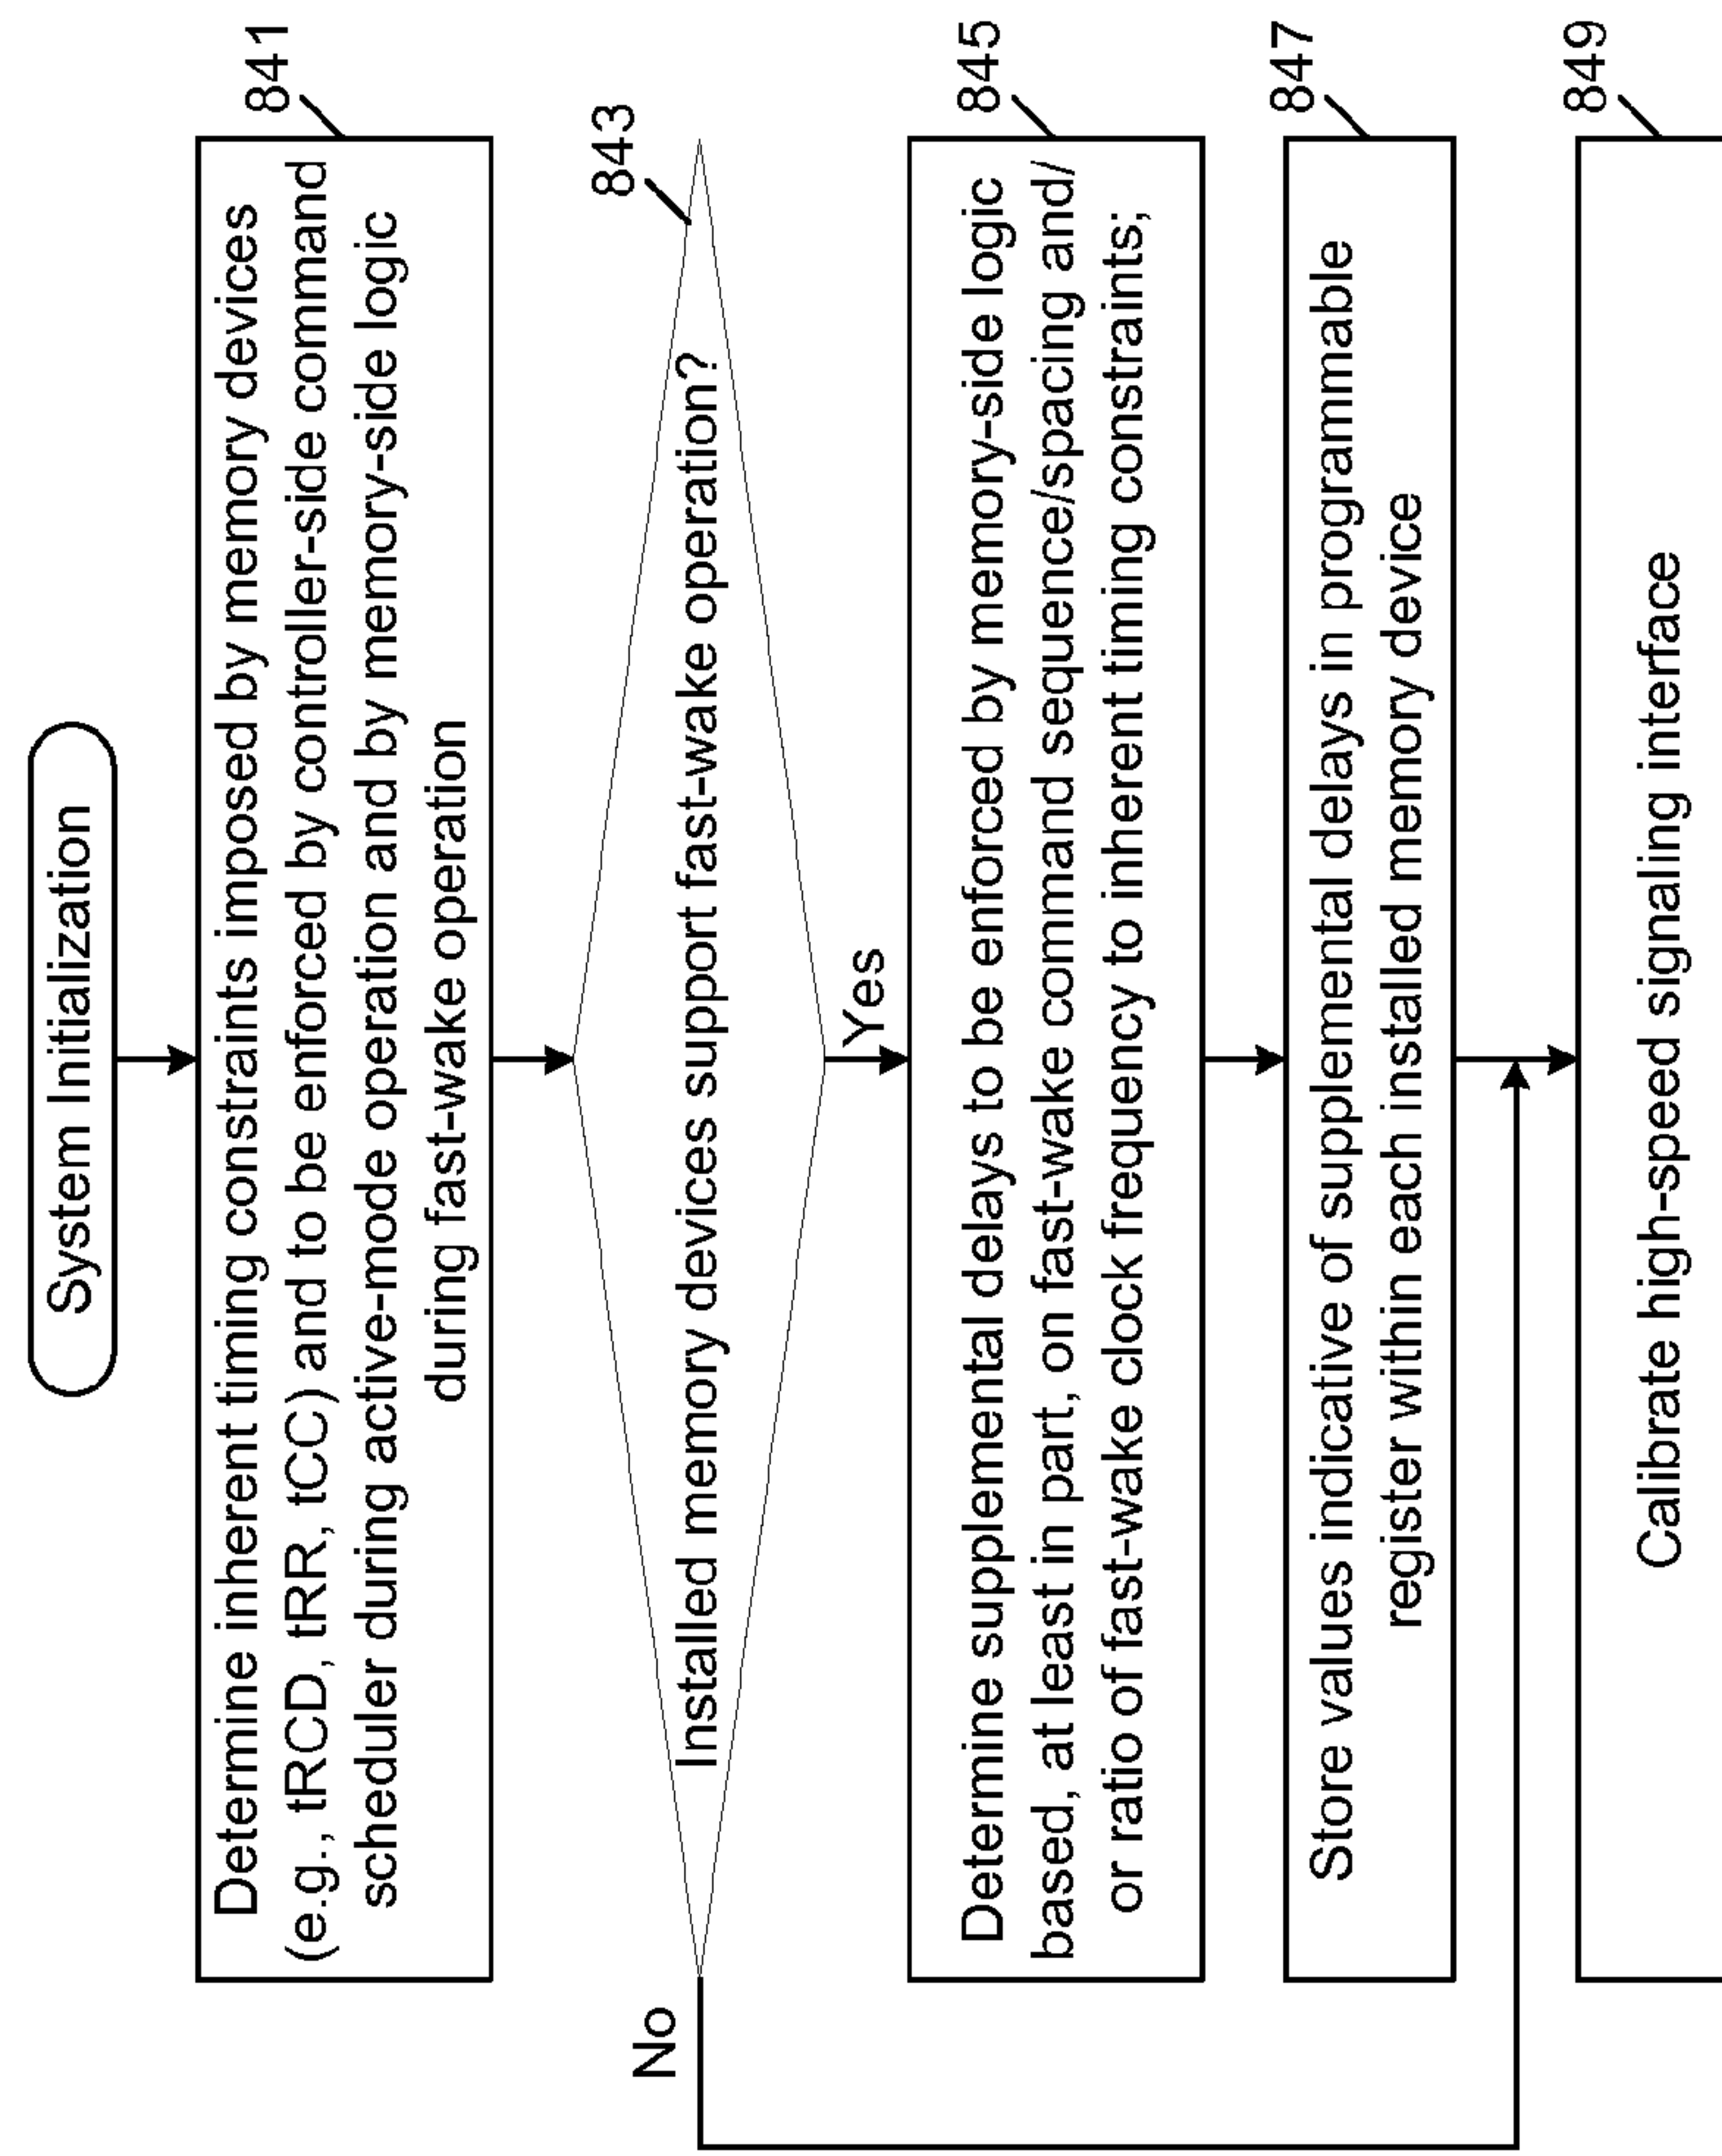 System Initialization
841
Determine inherent timing constraints imposed by memory devices
(e.g., tRCD, tRR, tCC) and to be enforced by controller-side command
scheduler during active-mode operation and by memory-side logic
during fast-wake operation
843
Installed memory devices support fast-wake operation?
No
Yes
845
Determine supplemental delays to be enforced by memory-side logic
based, at least in part, on fast-wake command sequence/spacing and/
or ratio of fast-wake clock frequency to inherent timing constraints;
847
Store values indicative of supplemental delays in programmable
register within each installed memory device
849
Calibrate high-speed signaling interface